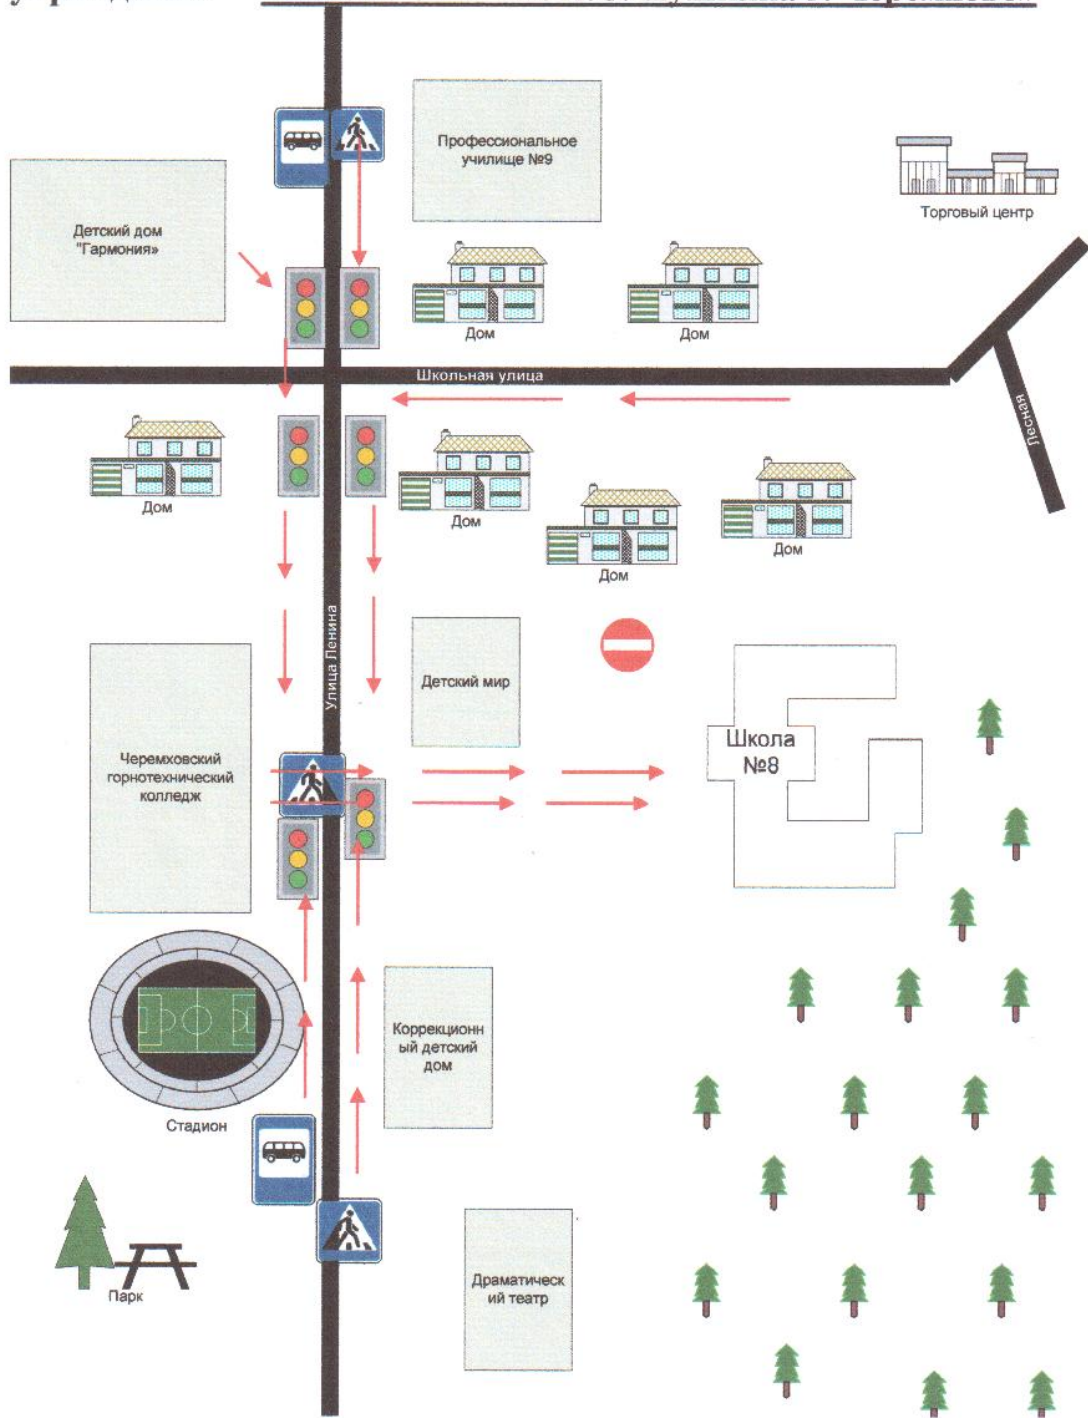 Профессиональное
училище №9
Торговый центр
Детский дом
"Гармония»
Дом
Дом
Школьная улица
Лесная
Дом
Дом
Дом
Дом
Улица Ленина
Детский мир
Школа
№8
Черемховский
горнотехнический
колледж
Коррекционн
ый детский
дом
Стадион
Парк
Драматическ
ий театр